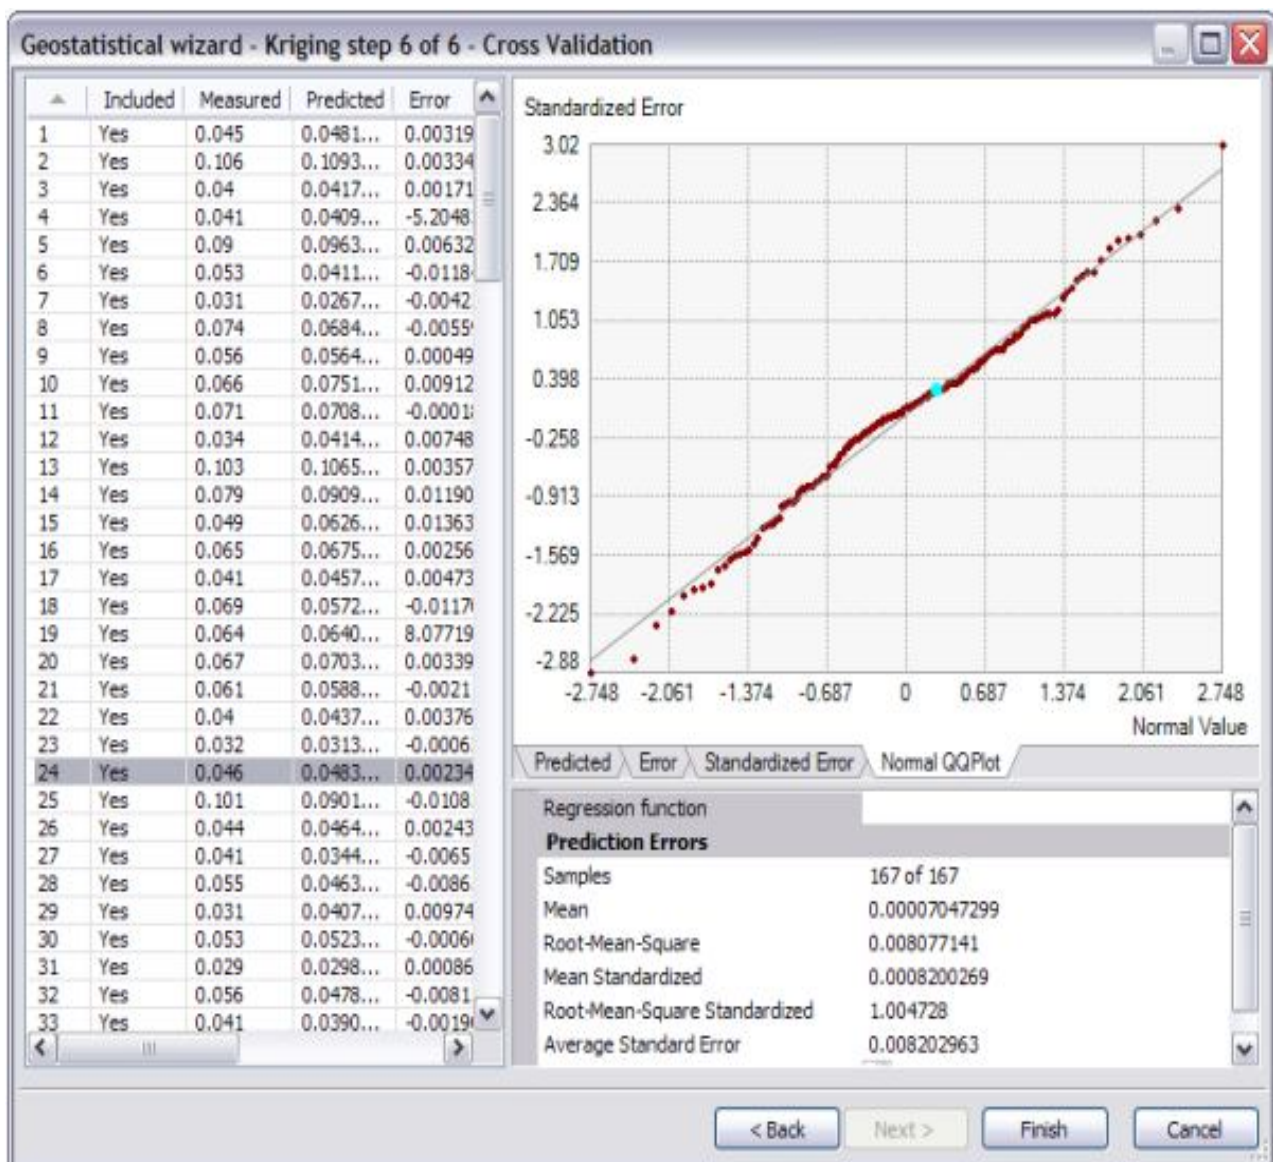 Geostatistical wizard - Kriging step 6 of 6 - Cross Validation
Included Measured Predicted Error
1 Yes 0.045 0.0481... 0.00319
2 Yes 0.106 0.1093... 0.00334
3 Yes 0.04 0.0417... 0.00171
4 Yes 0.041 0.0409... -5.2048
5 Yes 0.09 0.0963... 0.00632
6 Yes 0.053 0.0411... -0.0118
7 Yes 0.031 0.0267... -0.0042
8 Yes 0.074 0.0684... -0.0055
9 Yes 0.056 0.0564... 0.00049
10 Yes 0.066 0.0751... 0.00912
11 Yes 0.071 0.0708... -0.0001
12 Yes 0.034 0.0414... 0.00748
13 Yes 0.103 0.1065... 0.00357
14 Yes 0.079 0.0909... 0.01190
15 Yes 0.049 0.0626... 0.01363
16 Yes 0.065 0.0675... 0.00256
17 Yes 0.041 0.0457... 0.00473
18 Yes 0.069 0.0572... -0.0117
19 Yes 0.064 0.0640... 8.07719
20 Yes 0.067 0.0703... 0.00339
21 Yes 0.061 0.0588... -0.0021
22 Yes 0.04 0.0437... 0.00376
23 Yes 0.032 0.0313... -0.0006
24 Yes 0.046 0.0483... 0.00234
25 Yes 0.101 0.0901... -0.0108
26 Yes 0.044 0.0464... 0.00243
27 Yes 0.041 0.0344... -0.0065
28 Yes 0.055 0.0463... -0.0086
29 Yes 0.031 0.0407... 0.00974
30 Yes 0.053 0.0523... -0.0006
31 Yes 0.029 0.0298... 0.00086
32 Yes 0.056 0.0478... -0.0081
33 Yes 0.041 0.0390... -0.0019
Standardized Error
3.02
2.364
1.709
1.053
0.398
-0.258
-0.913
-1.569
-2.225
-2.88
-2.748 -2.061 -1.374 -0.687 0 0.687 1.374 2.061 2.748
Normal Value
Predicted Error Standardized Error Normal QQPlot
Regression function
Prediction Errors
Samples 167 of 167
Mean 0.00007047299
Root-Mean-Square 0.008077141
Mean Standardized 0.0008200269
Root-Mean-Square Standardized 1.004728
Average Standard Error 0.008202963
< Back Next > Finish Cancel